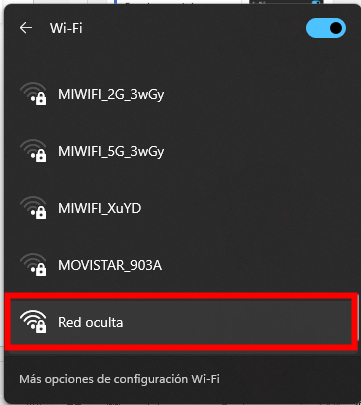 Wi-Fi
MIWIFI_2G_3wGy
MIWIFI_5G_3wGy
MIWIFI_XuYD
MOVISTAR_903A
Red oculta
Más opciones de configuración Wi-Fi